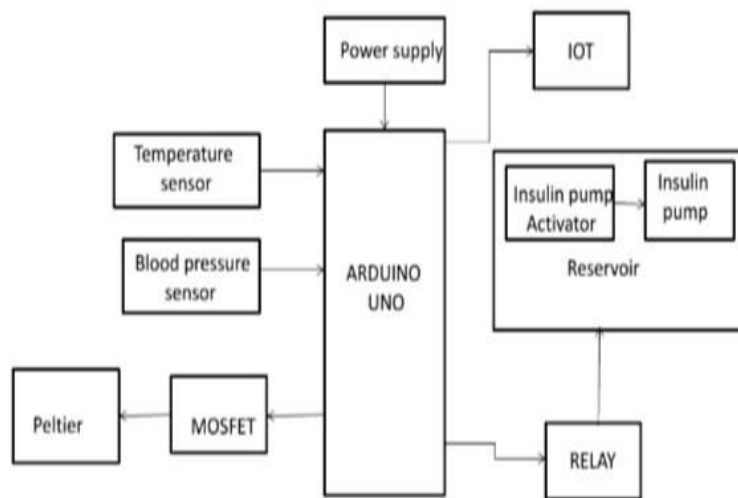 Power supply
IOT
Temperature
sensor
Insulin pump
Activator
Insulin
pump
Blood pressure
sensor
Reservoir
ARDUINO
UNO
Peltier
MOSFET
RELAY